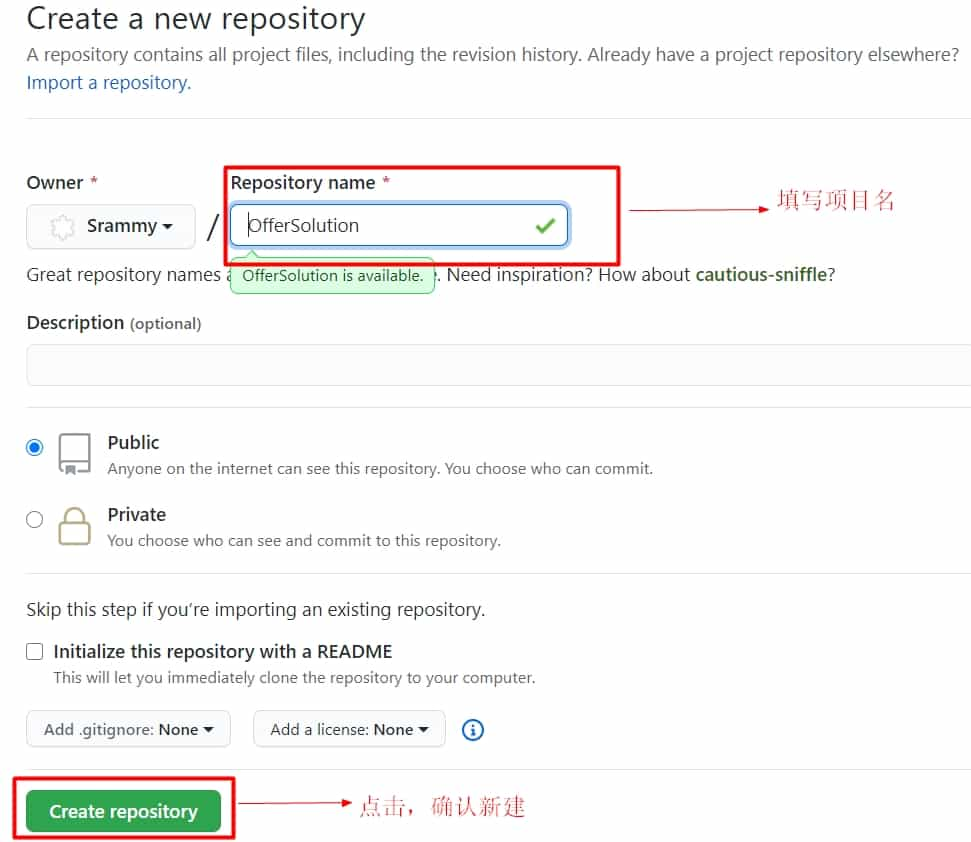 Create a new repository
A repository contains all project files, including the revision history. Already have a project repository elsewhere?
Import a repository.
Owner *
Repository name *
填写项目名
Srammy / OfferSolution
Great repository names OfferSolution is available. Need inspiration? How about cautious-sniffle?
Description (optional)
Public
Anyone on the internet can see this repository. You choose who can commit.
Private
You choose who can see and commit to this repository.
Skip this step if you're importing an existing repository.
Initialize this repository with a README
This will let you immediately clone the repository to your computer.
Add .gitignore: None Add a license: None
Create repository
点击，确认新建